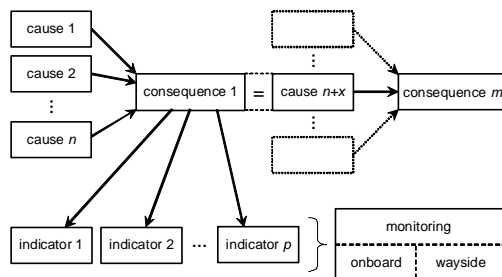 cause 1
cause 2
⋮
cause n
consequence 1
=
⋮
cause n+x
⋮
consequence m
indicator 1
indicator 2
...
indicator p
monitoring
onboard
wayside